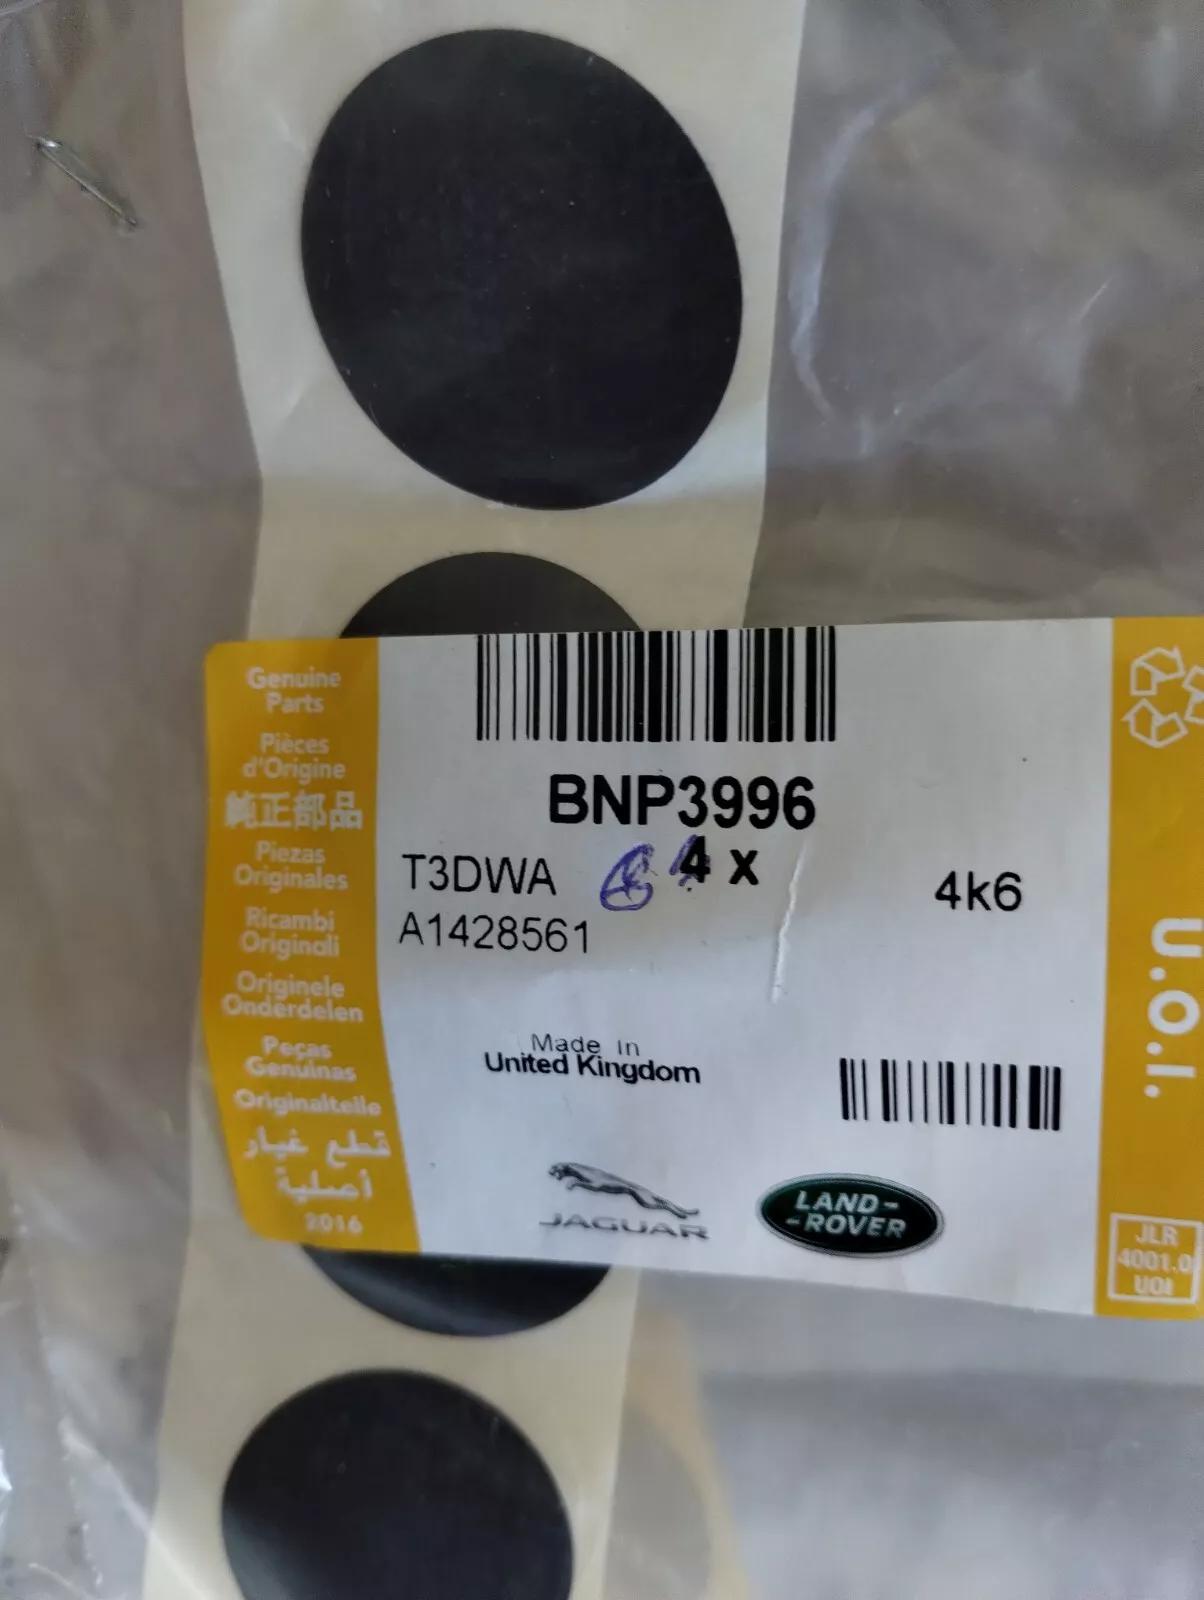 Genuine
Parts
Pièces
d'Origine
純正部品
Piezas
Originales
Ricambi
Originali
Originele
Onderdelen
Peças
Genuinas
Originalteile
قطع غيار
أصلية
2016
BNP3996
T3DWA
4 x
4k6
A1428561
Made in
United Kingdom
JAGUAR
LAND-
-ROVER
U.O.I.
JLR
4001.0
UOI